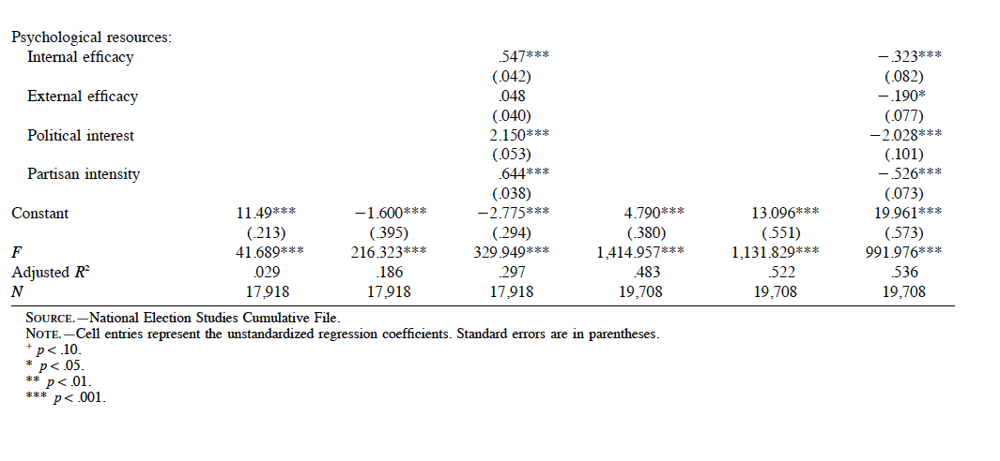 Psychological resources:
Internal efficacy .547*** −.323***
(.042) (.082)
External efficacy .048 −.190*
(.040) (.077)
Political interest 2.150*** −2.028***
(.053) (.101)
Partisan intensity .644*** −.526***
(.038) (.073)
Constant 11.49*** −1.600*** −2.775*** 4.790*** 13.096*** 19.961***
(.213) (.395) (.294) (.380) (.551) (.573)
F 41.689*** 216.323*** 329.949*** 1,414.957*** 1,131.829*** 991.976***
Adjusted R² .029 .186 .297 .483 .522 .536
N 17,918 17,918 17,918 19,708 19,708 19,708
SOURCE.—National Election Studies Cumulative File.
NOTE.—Cell entries represent the unstandardized regression coefficients. Standard errors are in parentheses.
+ p < .10.
* p < .05.
** p < .01.
*** p < .001.